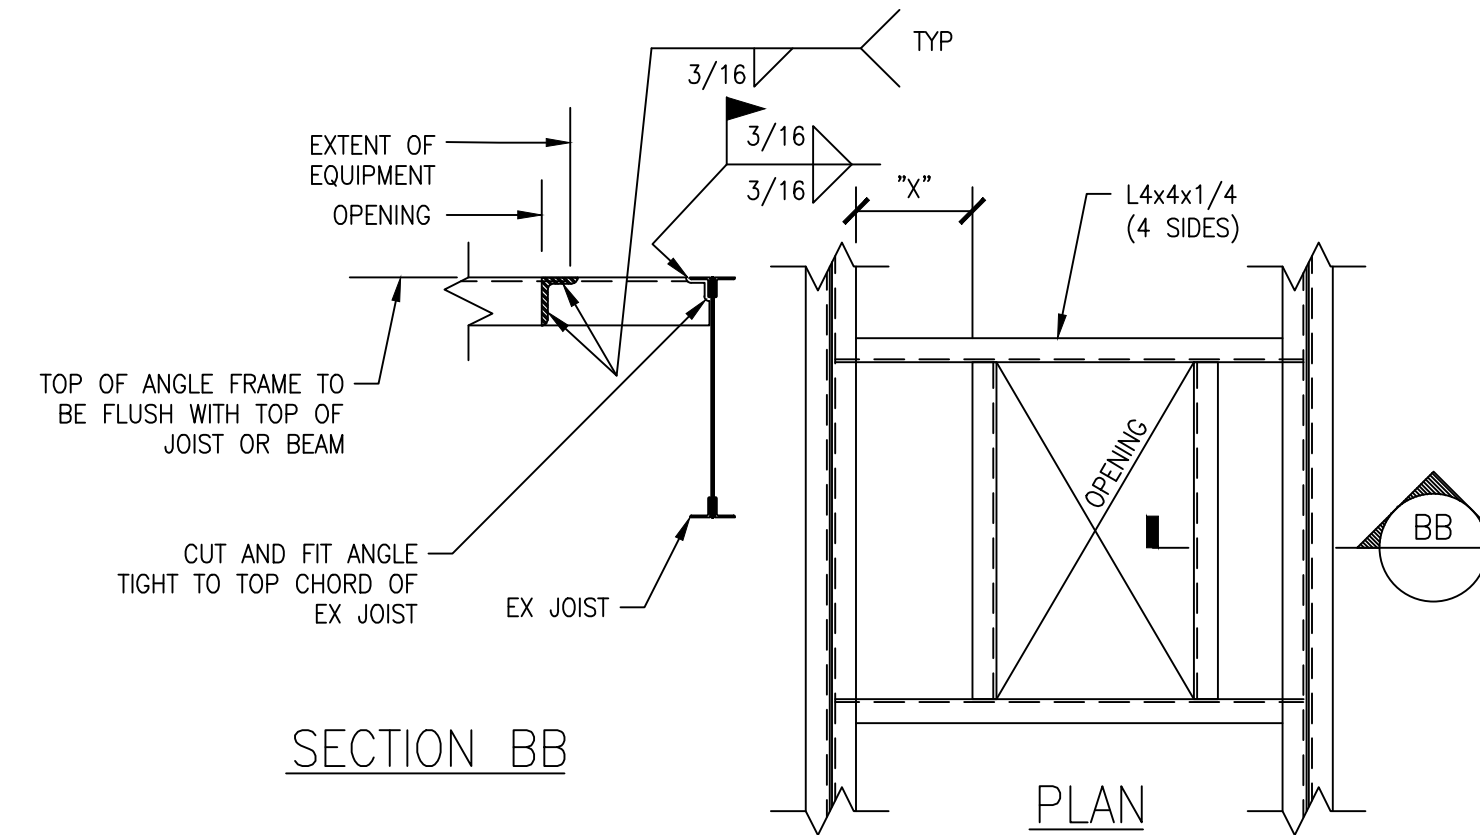 TYP
3/16
3/16
3/16
EXTENT OF
EQUIPMENT
OPENING
TOP OF ANGLE FRAME TO
BE FLUSH WITH TOP OF
JOIST OR BEAM
CUT AND FIT ANGLE
TIGHT TO TOP CHORD OF
EX JOIST
EX JOIST
SECTION BB
"X"
L4x4x1/4
(4 SIDES)
OPENING
BB
PLAN